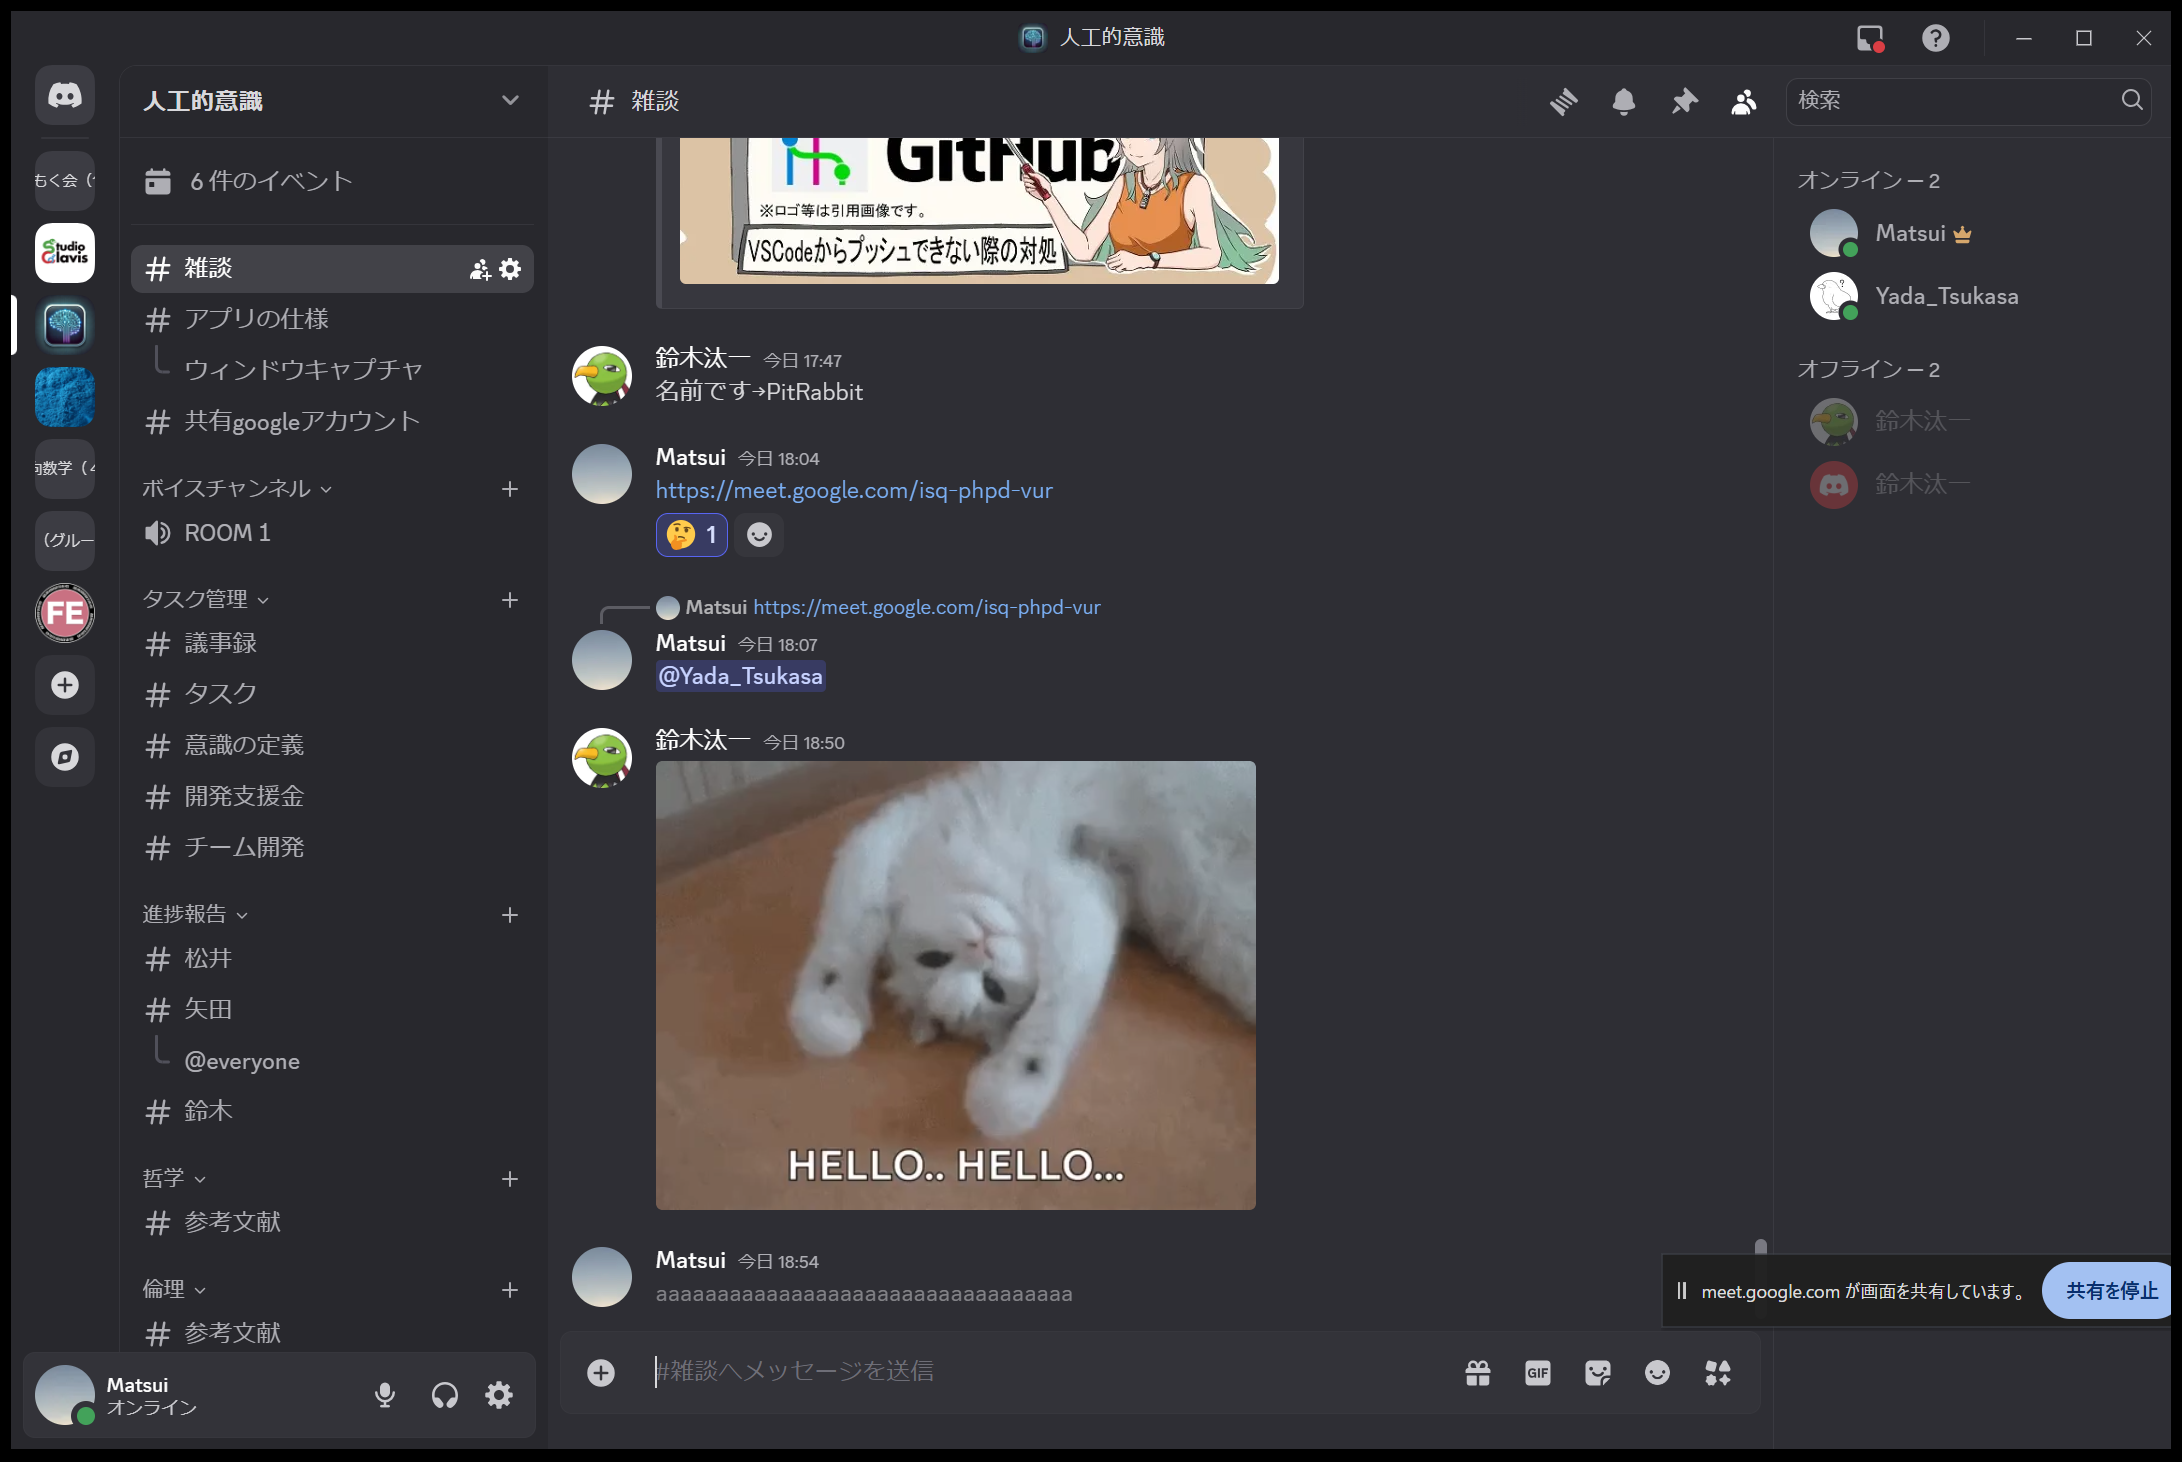 人工的意識
もく会（
Studio
Clavis
向数学（4
（グルー
FE
人工的意識
6 件のイベント
雑談
アプリの仕様
ウィンドウキャプチャ
共有googleアカウント
ボイスチャンネル
ROOM 1
タスク管理
議事録
タスク
意識の定義
開発支援金
チーム開発
進捗報告
松井
矢田
@everyone
鈴木
哲学
参考文献
倫理
参考文献
Matsui
オンライン
# 雑談
検索
GitHub
※ロゴ等は引用画像です。
VSCodeからプッシュできない際の対処
鈴木汰一 今日 17:47
名前です→PitRabbit
Matsui 今日 18:04
https://meet.google.com/isq-phpd-vur
1
Matsui https://meet.google.com/isq-phpd-vur
Matsui 今日 18:07
@Yada_Tsukasa
鈴木汰一 今日 18:50
HELLO.. HELLO...
Matsui 今日 18:54
aaaaaaaaaaaaaaaaaaaaaaaaaaaaaaaaaa
#雑談へメッセージを送信
GIF
オンライン — 2
Matsui
Yada_Tsukasa
オフライン — 2
鈴木汰一
鈴木汰一
meet.google.com が画面を共有しています。
共有を停止